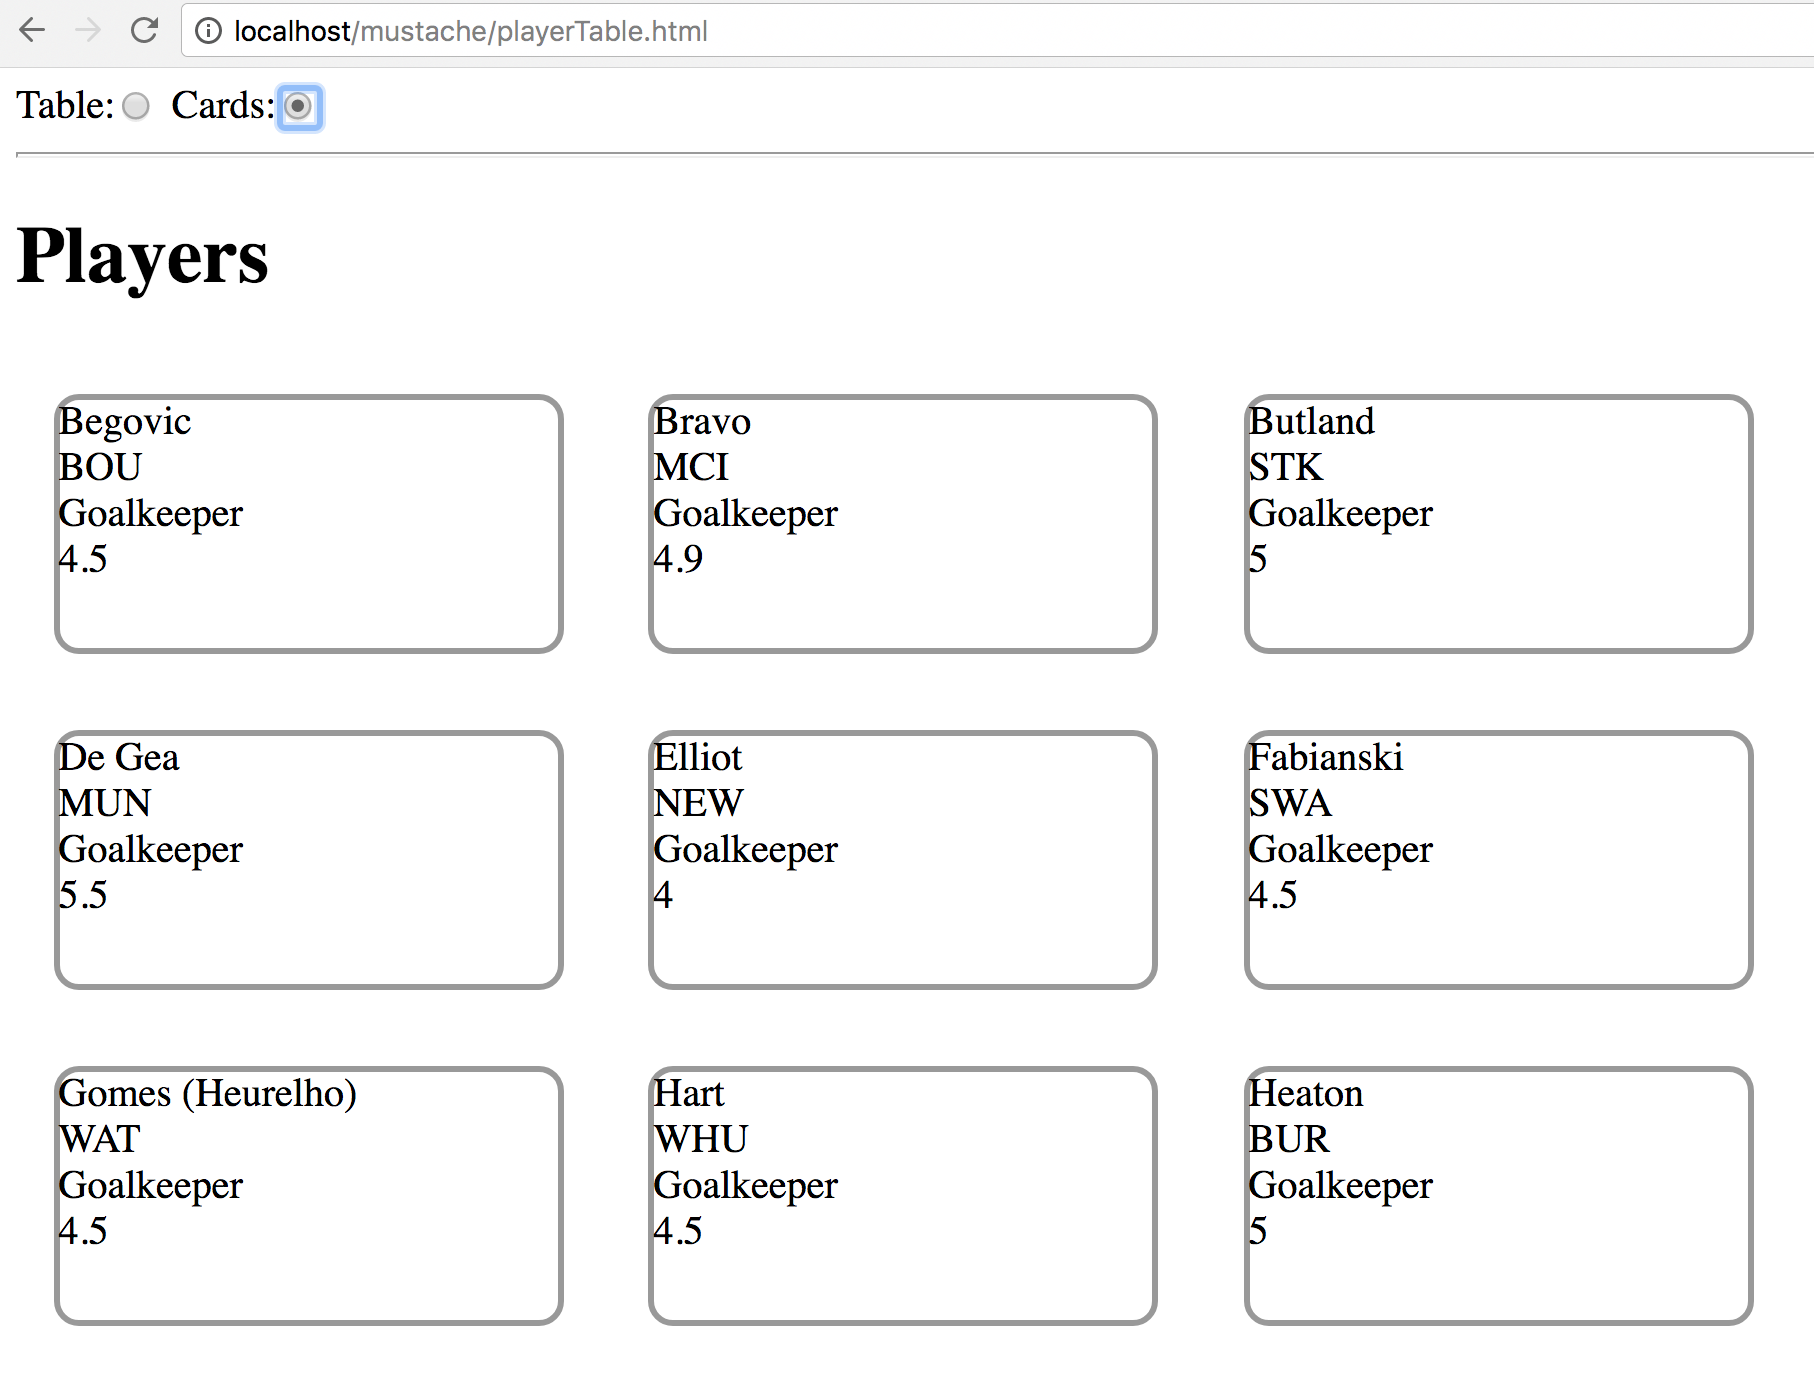 localhost/mustache/playerTable.html
Table: Cards:
Players
Begovic
BOU
Goalkeeper
4.5
Bravo
MCI
Goalkeeper
4.9
Butland
STK
Goalkeeper
5
De Gea
MUN
Goalkeeper
5.5
Elliot
NEW
Goalkeeper
4
Fabianski
SWA
Goalkeeper
4.5
Gomes (Heurelho)
WAT
Goalkeeper
4.5
Hart
WHU
Goalkeeper
4.5
Heaton
BUR
Goalkeeper
5